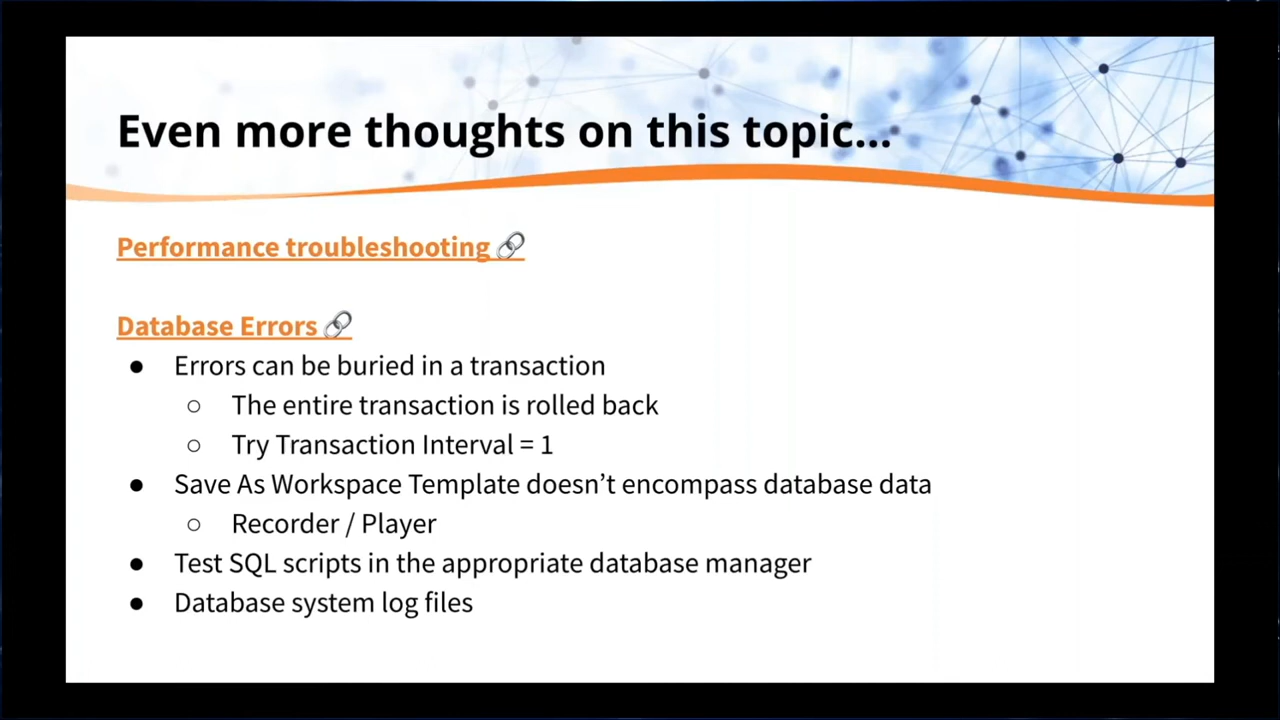 Even more thoughts on this topic...
Performance troubleshooting 🔗
Database Errors 🔗
● Errors can be buried in a transaction
○ The entire transaction is rolled back
○ Try Transaction Interval = 1
● Save As Workspace Template doesn’t encompass database data
○ Recorder / Player
● Test SQL scripts in the appropriate database manager
● Database system log files